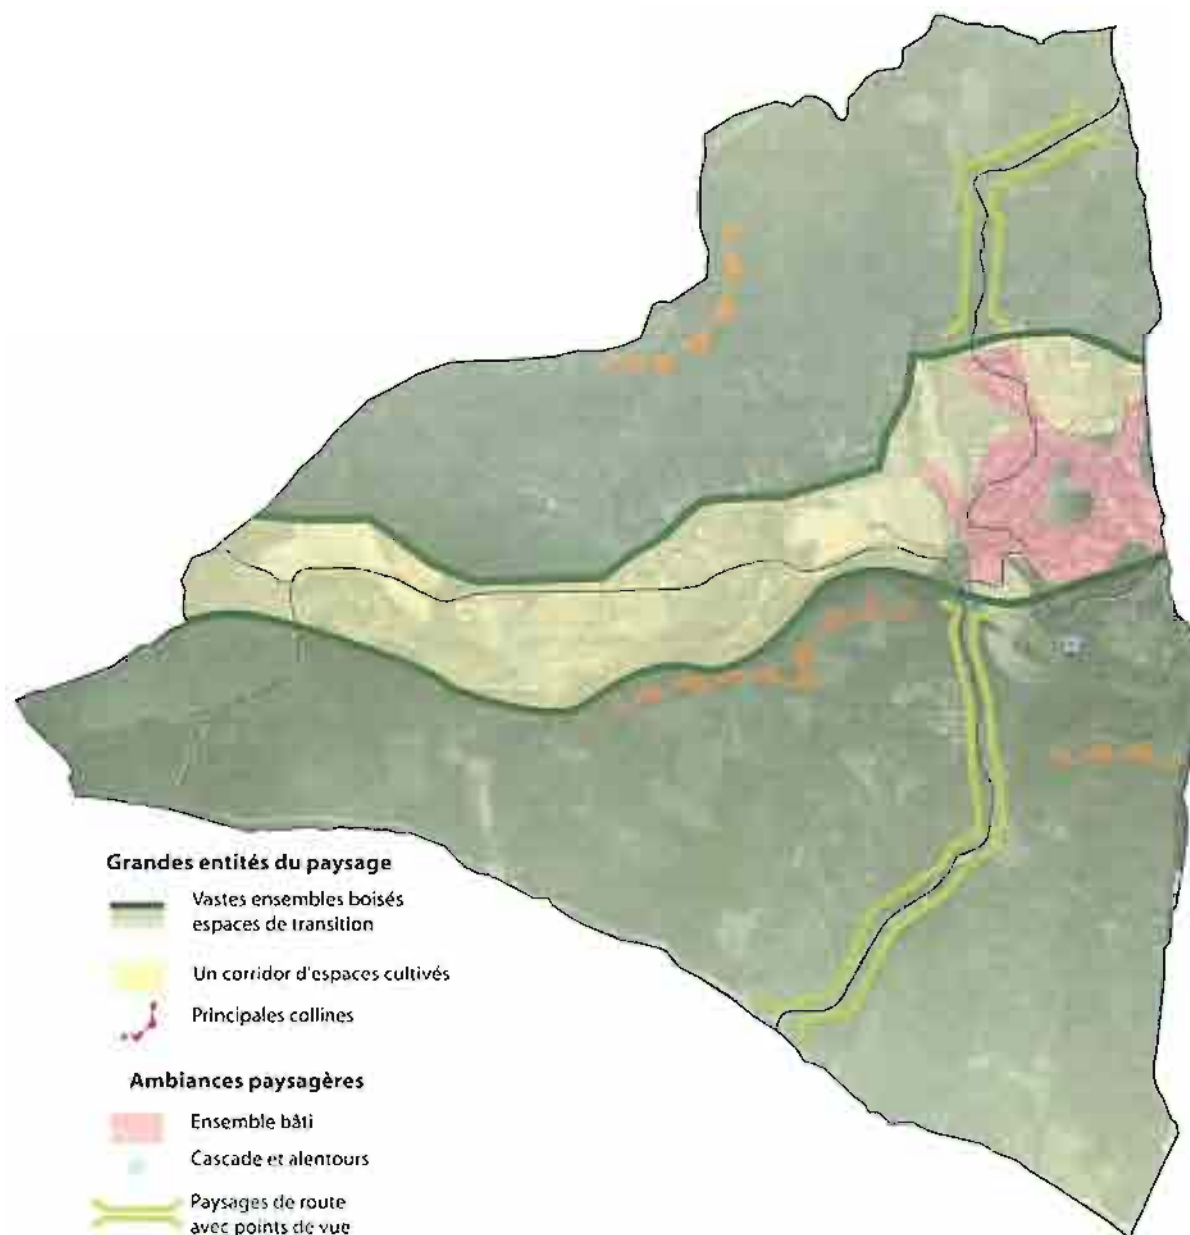 Grandes entités du paysage
Vastes ensembles boisés
espaces de transition
Un corridor d'espaces cultivés
Principales collines
Ambiances paysagères
Ensemble bâti
Cascade et alentours
Paysages de route
avec points de vue